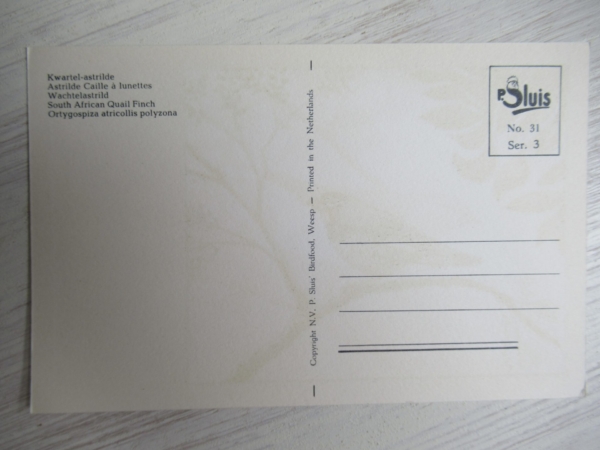 Kwartel-astrilde
Astrilde Caille à lunettes
Wachtelastrild
South African Quail Finch
Ortygospiza atricollis polyzona
Copyright N.V. P. Sluis' Birdfood, Weesp — Printed in the Netherlands
P. Sluis
No. 31
Ser. 3